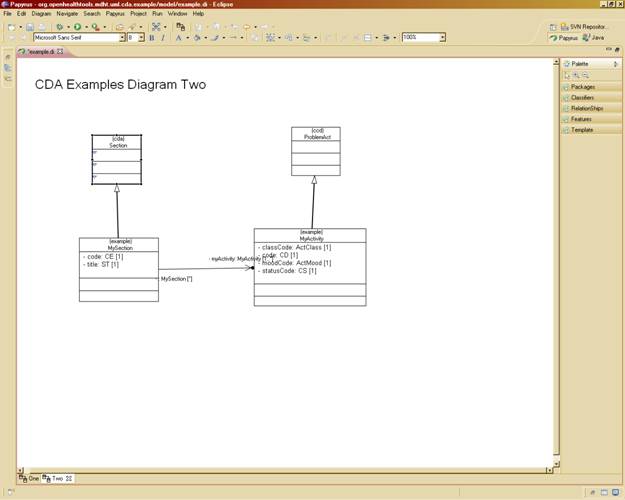 Papyrus - org.openhealthtools.mdht.uml.cda.example/model/example.di - Eclipse
File Edit Diagram Navigate Search Papyrus Project Run Window Help
SVN Repositor...
Microsoft Sans Serif 8 B I A 100%
Papyrus Java
*example.di
Palette
Packages
Classifiers
RelationShips
Features
Template
CDA Examples Diagram Two
(cda)
Section
(ccd)
ProblemAct
(example)
MySection
- code: CE [1]
- title: ST [1]
(example)
MyActivity
- classCode: ActClass [1]
- code: CD [1]
- moodCode: ActMood [1]
- statusCode: CS [1]
- myActivity: MyActivity
MySection [*]
One Two